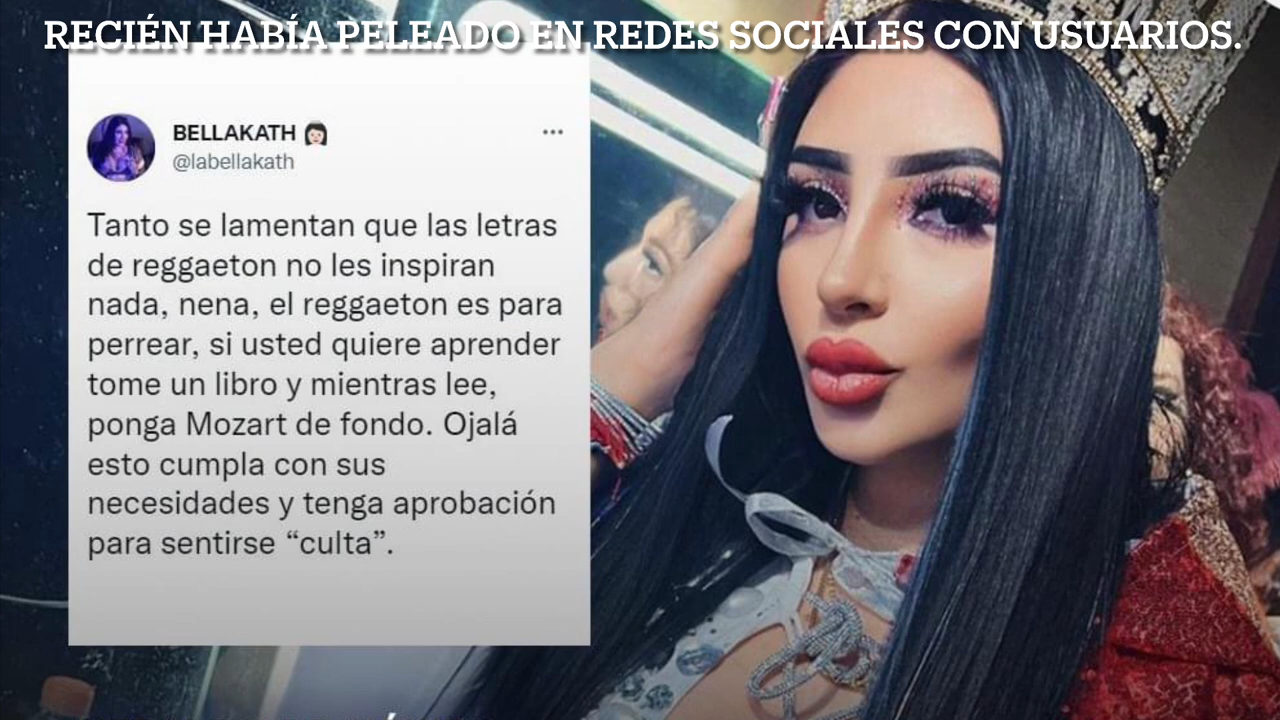 RECIÉN HABÍA PELEADO EN REDES SOCIALES CON USUARIOS.
BELLAKATH 👸🏻
@labellakath
Tanto se lamentan que las letras
de reggaeton no les inspiran
nada, nena, el reggaeton es para
perrear, si usted quiere aprender
tome un libro y mientras lee,
ponga Mozart de fondo. Ojalá
esto cumpla con sus
necesidades y tenga aprobación
para sentirse “culta”.